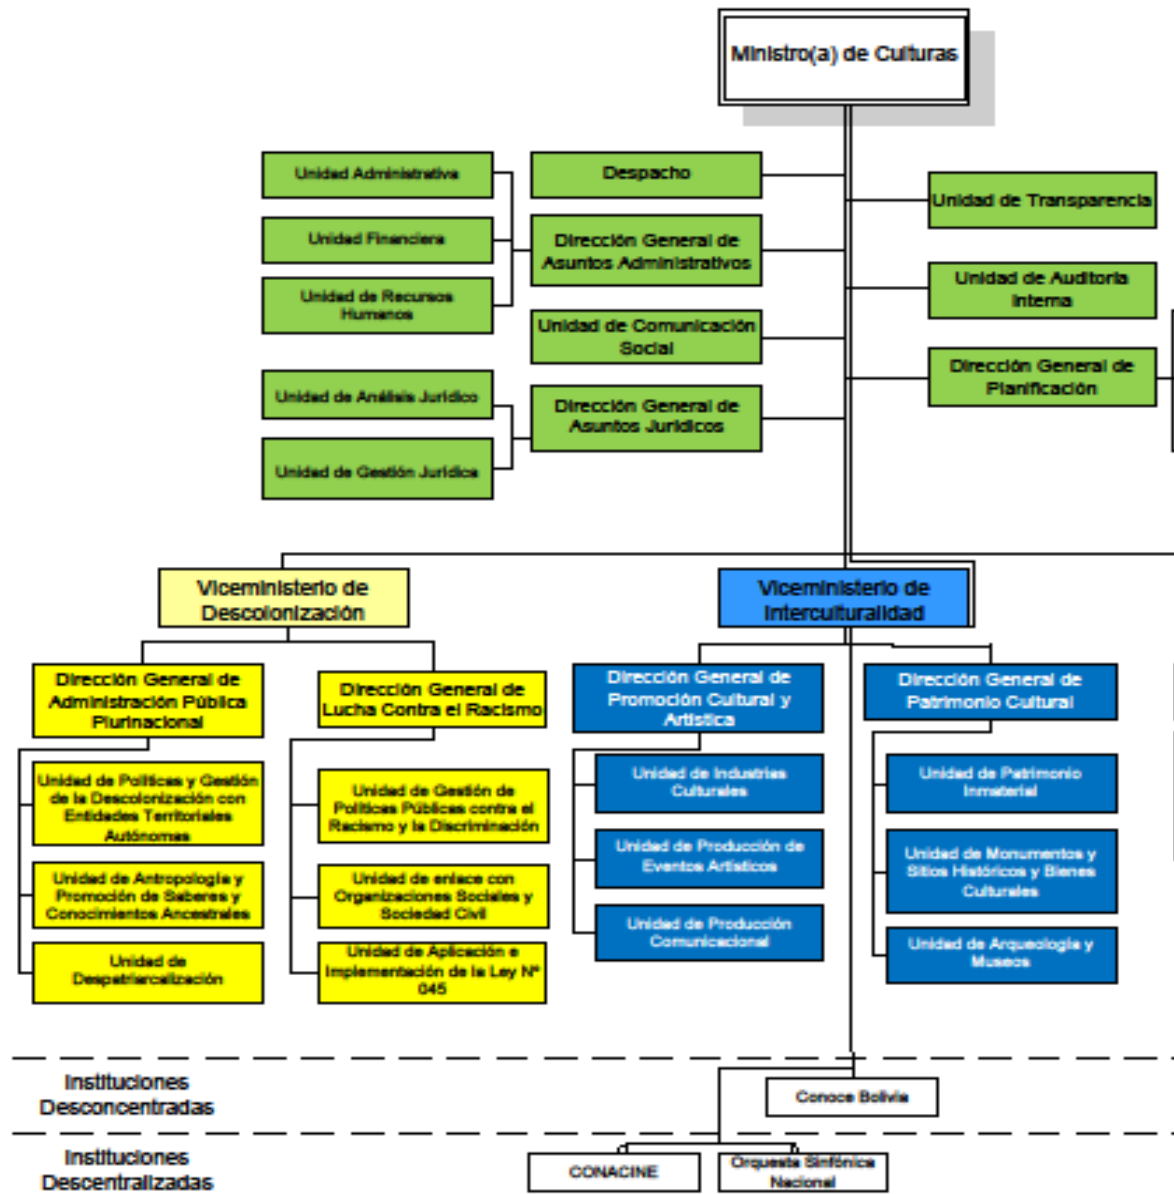 Ministro(a) de Culturas
Unidad Administrativa
Despacho
Unidad de Transparencia
Unidad Financiera
Dirección General de
Asuntos Administrativos
Unidad de Auditoria
Interna
Unidad de Recursos
Humanos
Unidad de Comunicación
Social
Dirección General de
Planificación
Unidad de Análisis Jurídico
Dirección General de
Asuntos Jurídicos
Unidad de Gestión Jurídica
Viceministerio de
Descolonización
Viceministerio de
Interculturalidad
Dirección General de
Administración Pública
Plurinacional
Dirección General de
Lucha Contra el Racismo
Dirección General de
Promoción Cultural y
Artística
Dirección General de
Patrimonio Cultural
Unidad de Políticas y Gestión
de la Descolonización con
Entidades Territoriales
Autónomas
Unidad de Gestión de
Políticas Públicas contra el
Racismo y la Discriminación
Unidad de Industrias
Culturales
Unidad de Patrimonio
Inmaterial
Unidad de Antropología y
Promoción de Saberes y
Conocimientos Ancestrales
Unidad de enlace con
Organizaciones Sociales y
Sociedad Civil
Unidad de Producción de
Eventos Artísticos
Unidad de Monumentos y
Sitios Históricos y Bienes
Culturales
Unidad de
Despatriarcalización
Unidad de Aplicación e
Implementación de la Ley Nº
045
Unidad de Producción
Comunicacional
Unidad de Arqueología y
Museos
Instituciones
Desconcentradas
Conoce Bolivia
Instituciones
Descentralizadas
CONACINE
Orquesta Sinfónica
Nacional